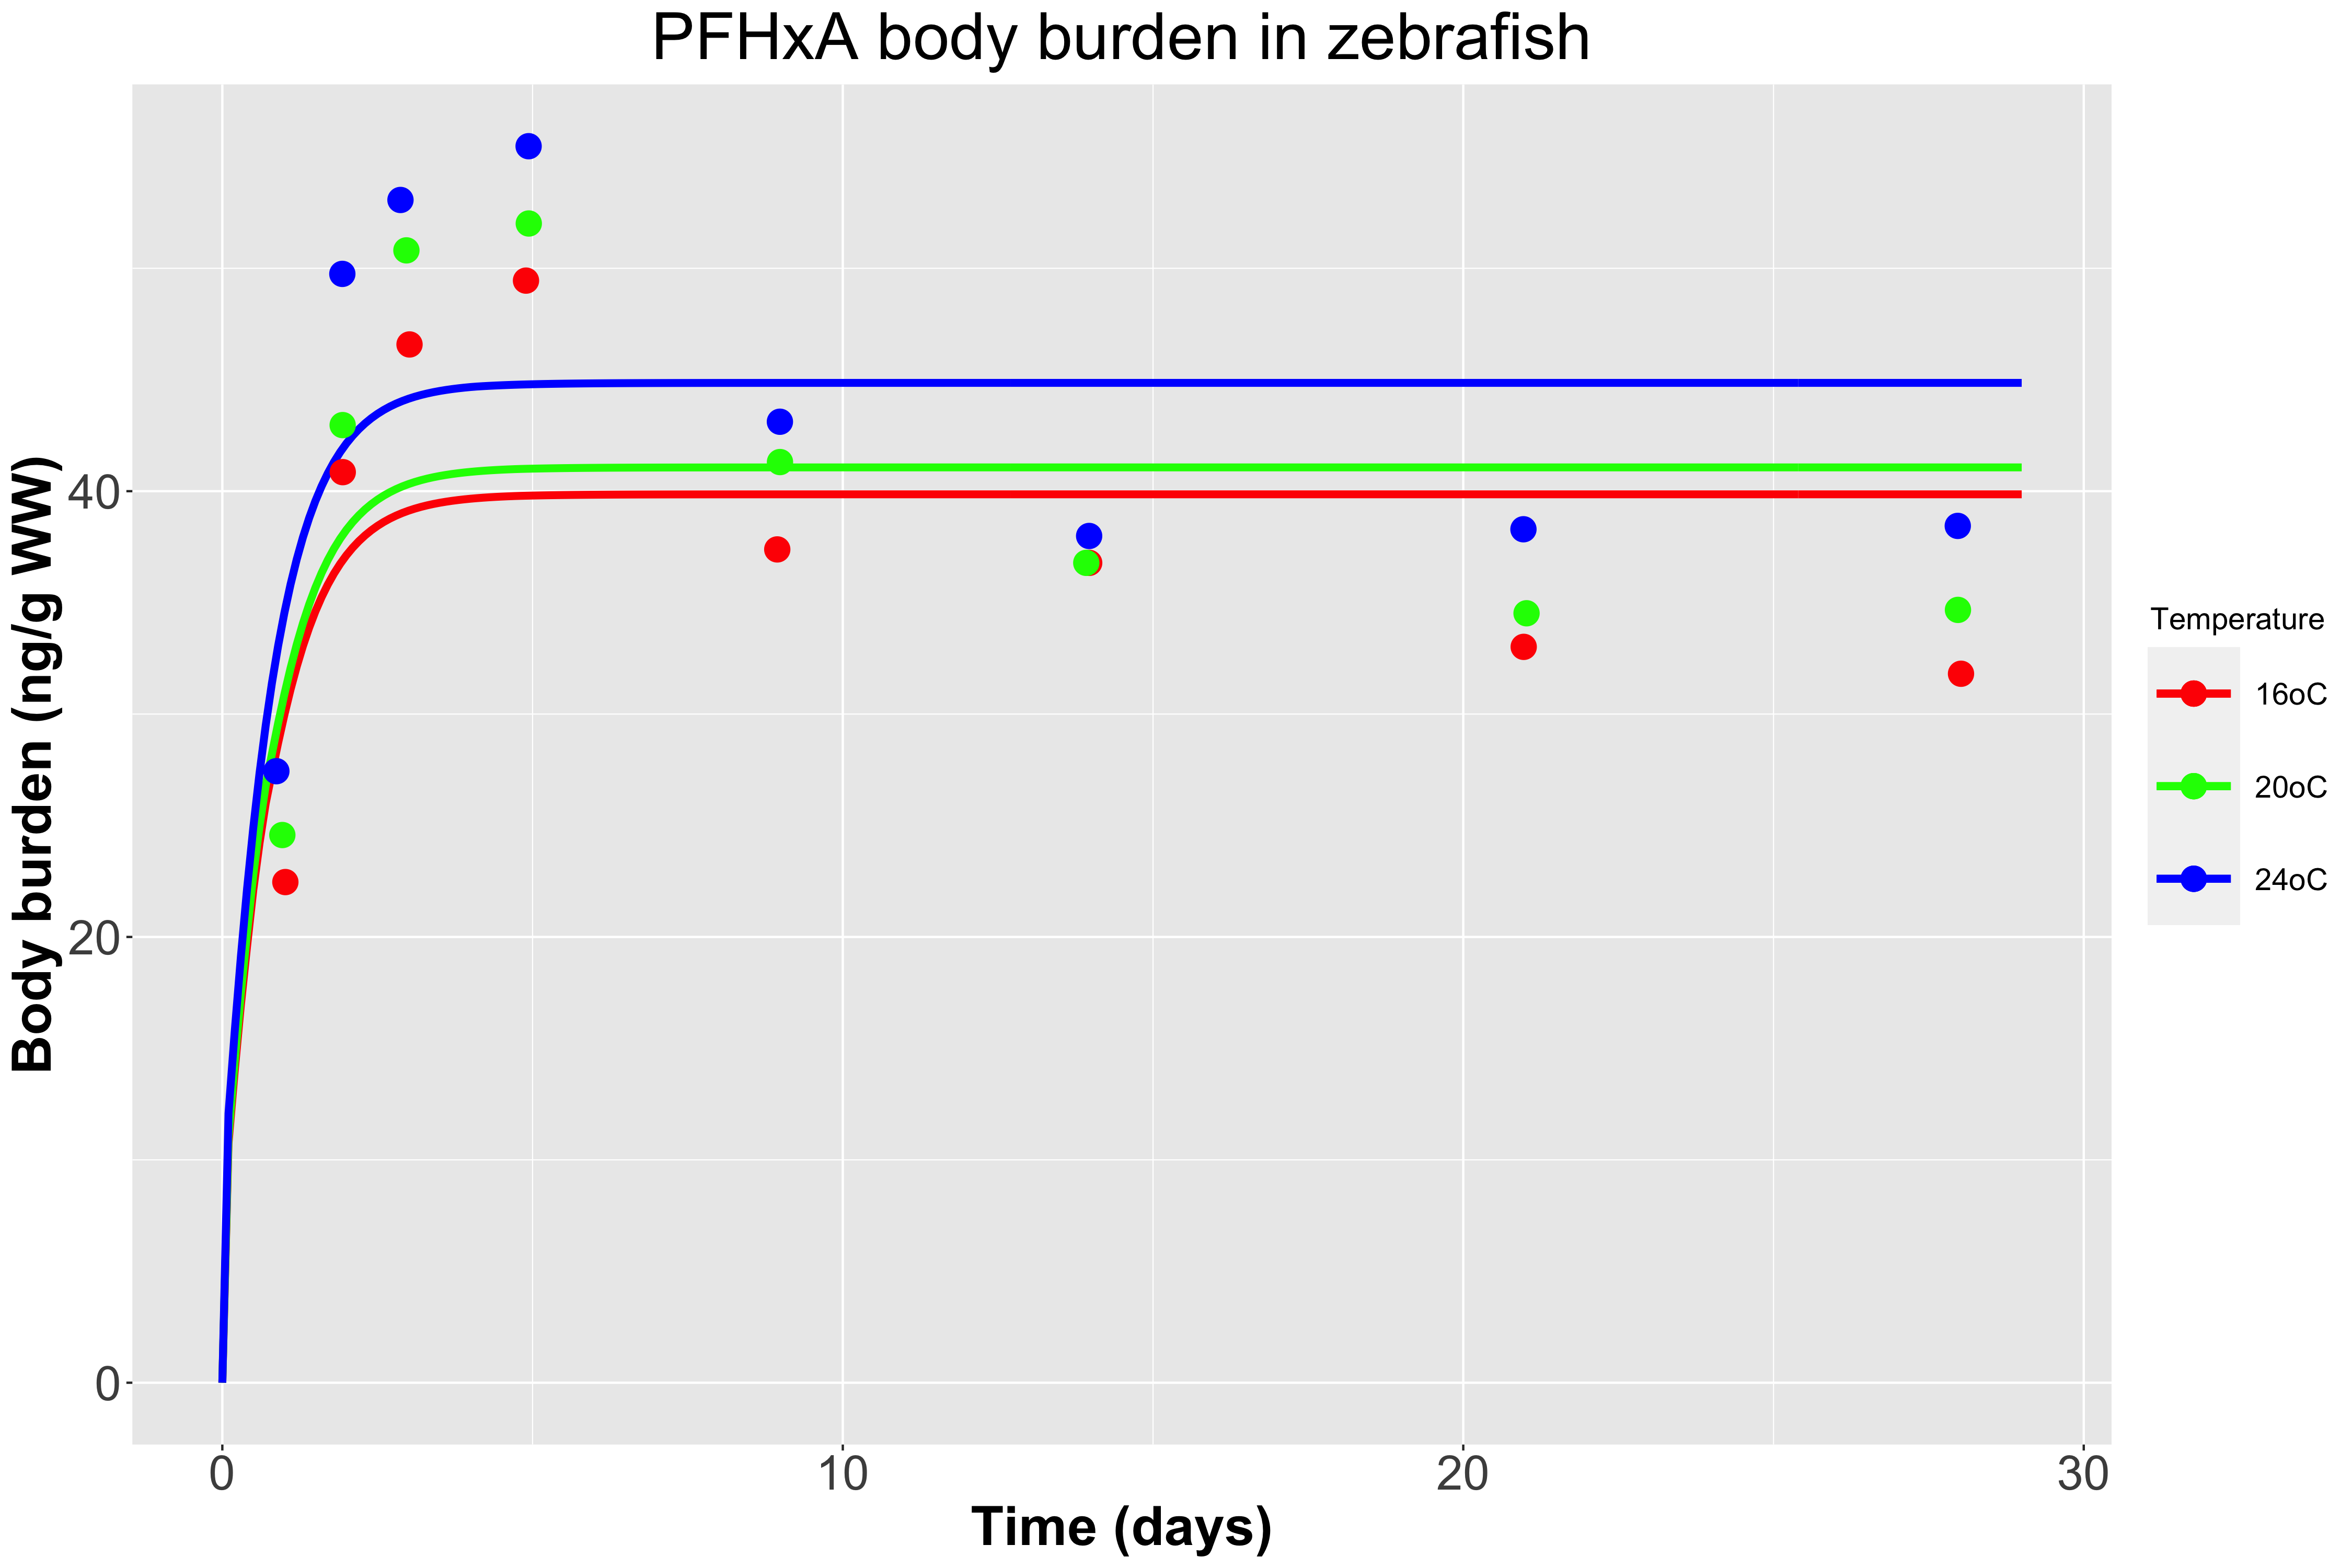 PFHxA body burden in zebrafish
Body burden (ng/g WW)
40
20
0
0
10
20
30
Time (days)
Temperature
16oC
20oC
24oC